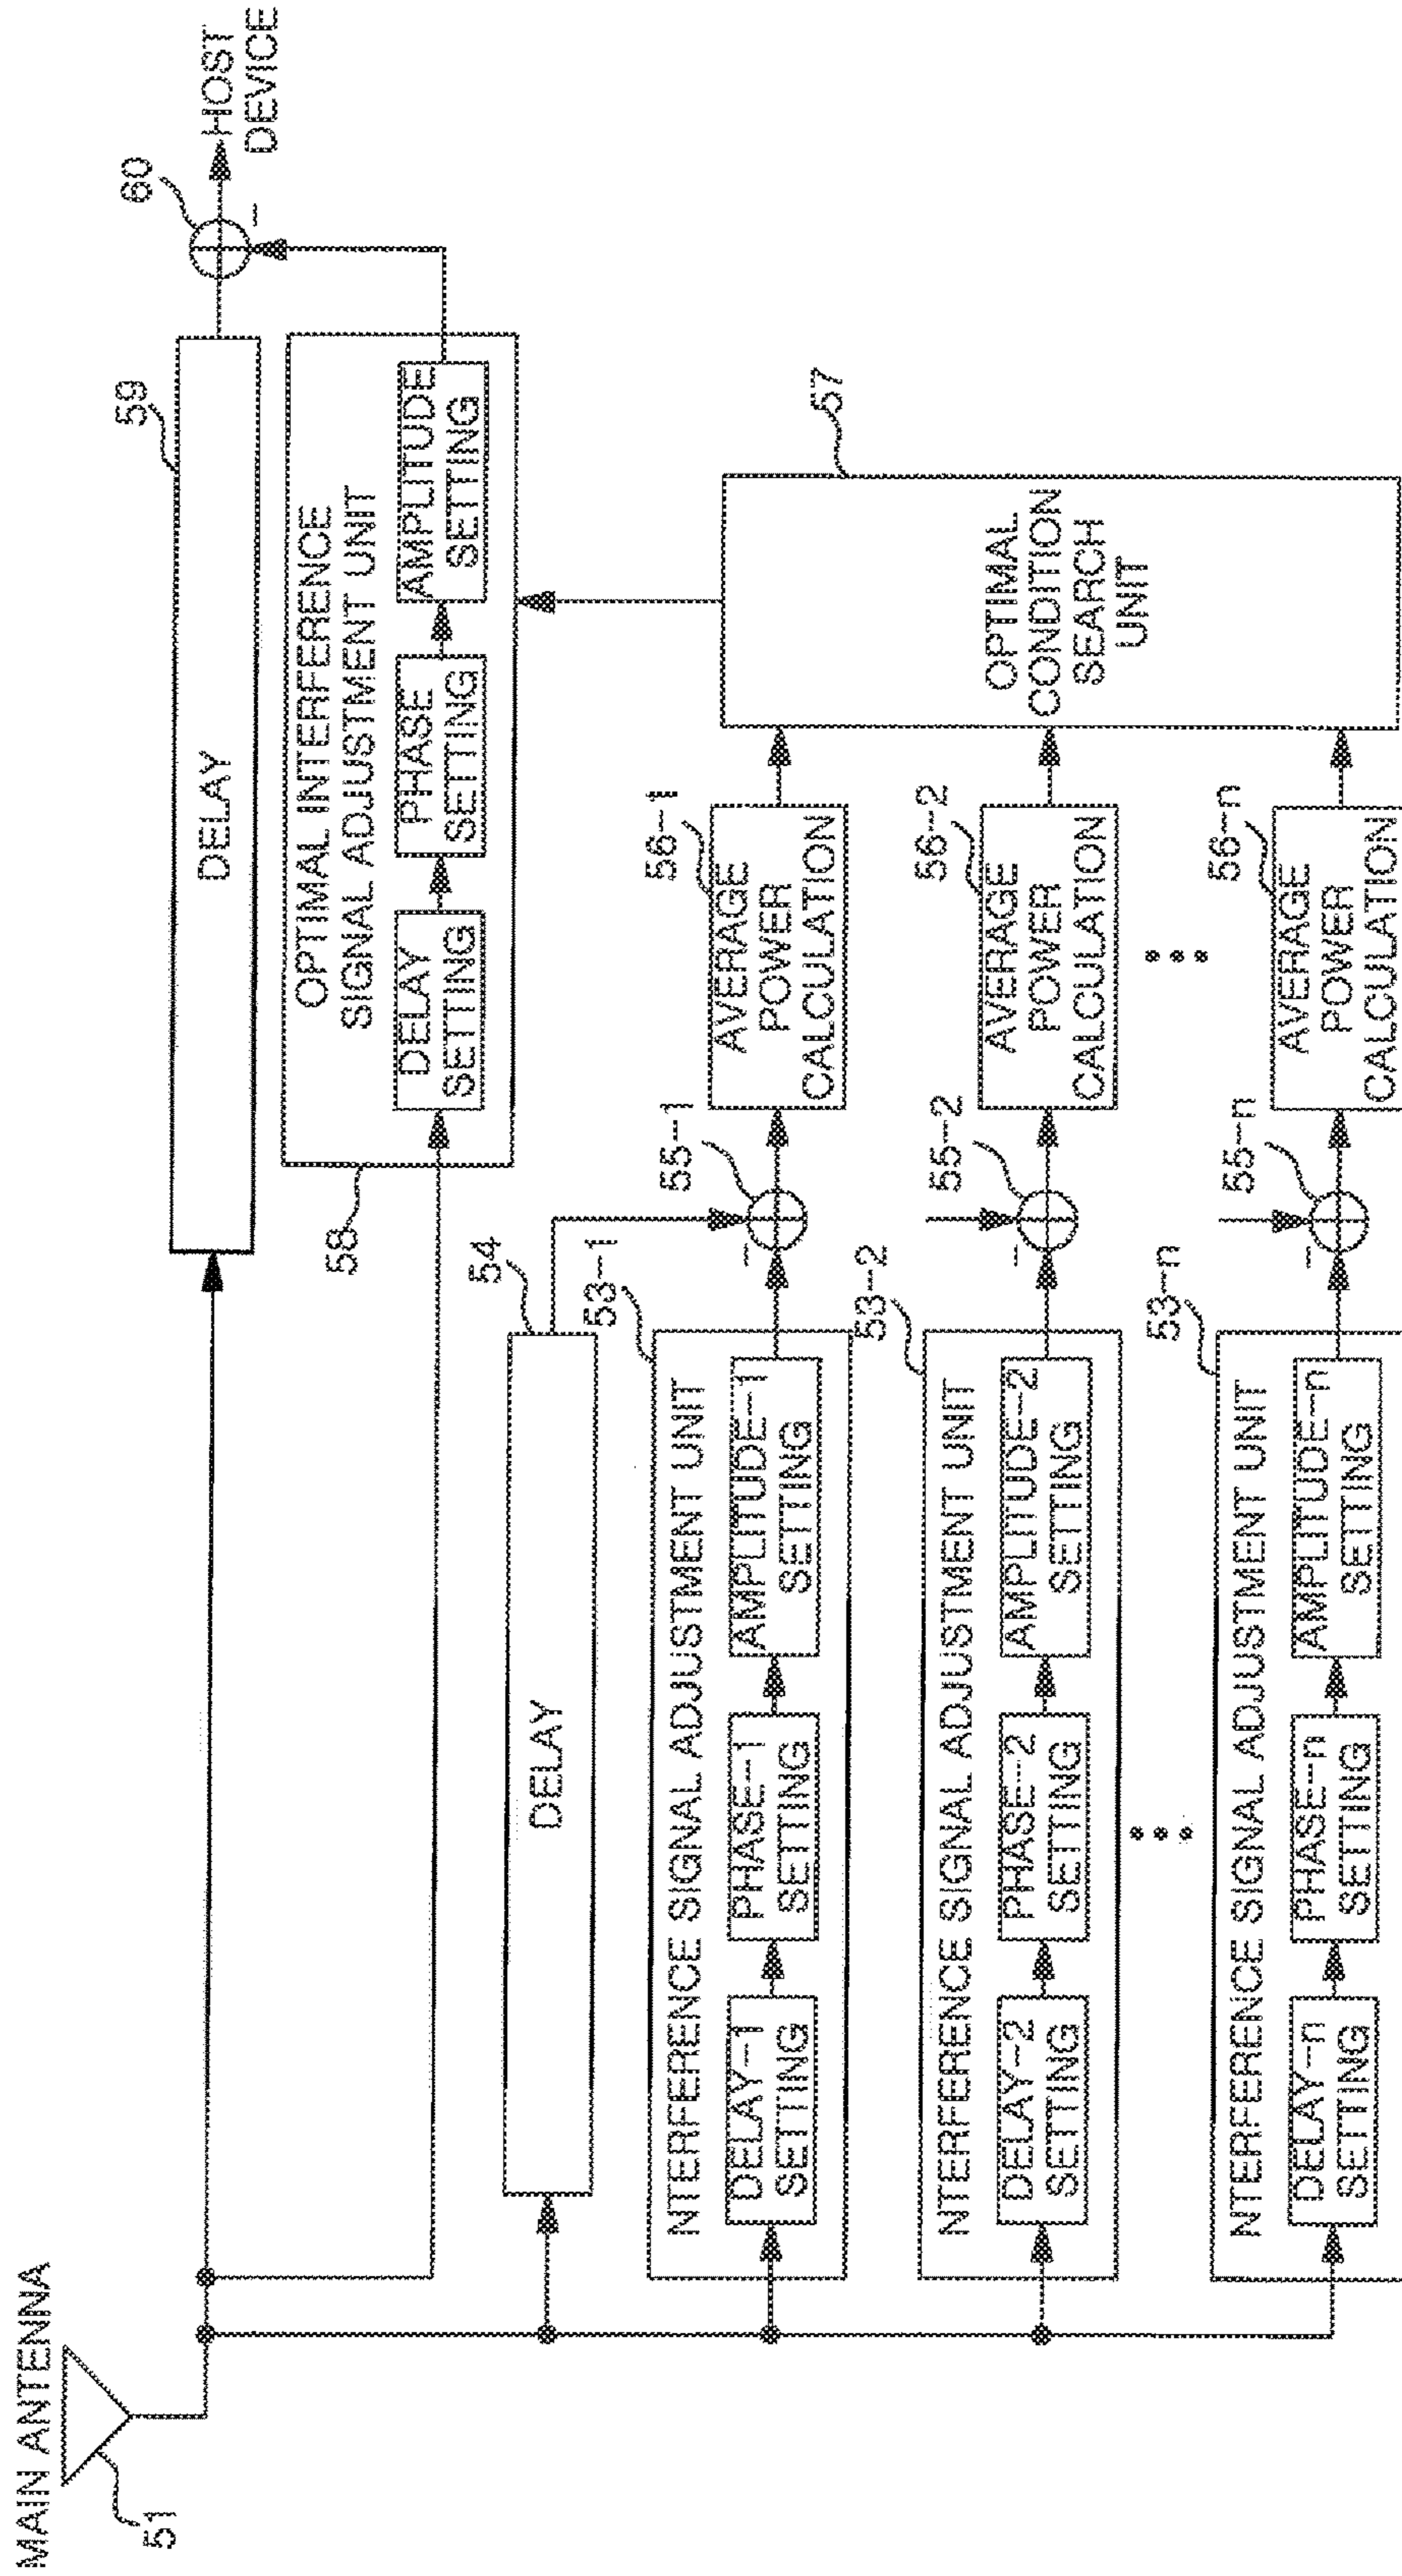 MAIN ANTENNA
51
59
DELAY
60
HOST
DEVICE
58
OPTIMAL INTERFERENCE
SIGNAL ADJUSTMENT UNIT
DELAY
SETTING
PHASE
SETTING
AMPLITUDE
SETTING
54
DELAY
53-1
NTERFERENCE SIGNAL ADJUSTMENT UNIT
DELAY-1
SETTING
PHASE-1
SETTING
AMPLITUDE-1
SETTING
55-1
-
56-1
AVERAGE
POWER
CALCULATION
57
OPTIMAL
CONDITION
SEARCH
UNIT
53-2
NTERFERENCE SIGNAL ADJUSTMENT UNIT
DELAY-2
SETTING
PHASE-2
SETTING
AMPLITUDE-2
SETTING
55-2
-
56-2
AVERAGE
POWER
CALCULATION
53-n
NTERFERENCE SIGNAL ADJUSTMENT UNIT
DELAY-n
SETTING
PHASE-n
SETTING
AMPLITUDE-n
SETTING
55-n
-
56-n
AVERAGE
POWER
CALCULATION
-